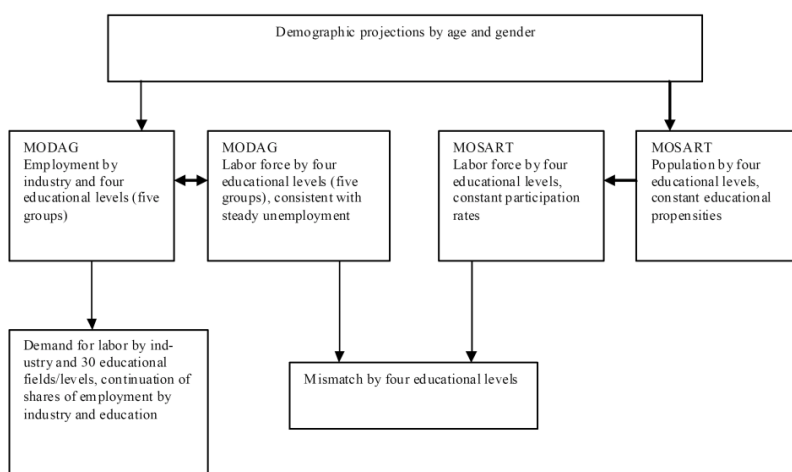 Demographic projections by age and gender
MODAG
Employment by
industry and four
educational levels (five
groups)
MODAG
Labor force by four
educational levels (five
groups), consistent with
steady unemployment
MOSART
Labor force by four
educational levels,
constant participation
rates
MOSART
Population by four
educational levels,
constant educational
propensities
Demand for labor by ind-
ustry and 30 educational
fields/levels, continuation of
shares of employment by
industry and education
Mismatch by four educational levels